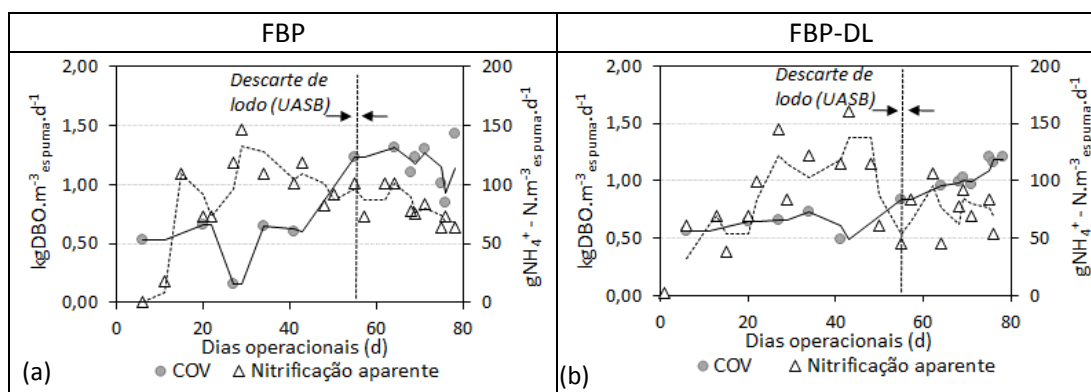 FBP
FBP-DL
kgDBO.m⁻³ espuma.d⁻¹
2,00
1,50
1,00
0,50
0,00
Descarte de
lodo (UASB)
200
150
100
50
0
gNH₄⁺ - N.m⁻³espuma.d⁻¹
0 20 40 60 80
Dias operacionais (d)
(a)
COV Nitrificação aparente
kgDBO.m⁻³espuma.d⁻¹
2,00
1,50
1,00
0,50
0,00
Descarte de
lodo (UASB)
200
150
100
50
0
gNH₄⁺ - N.m⁻³espuma.d⁻¹
0 20 40 60 80
Dias operacionais (d)
(b)
COV Nitrificação aparente